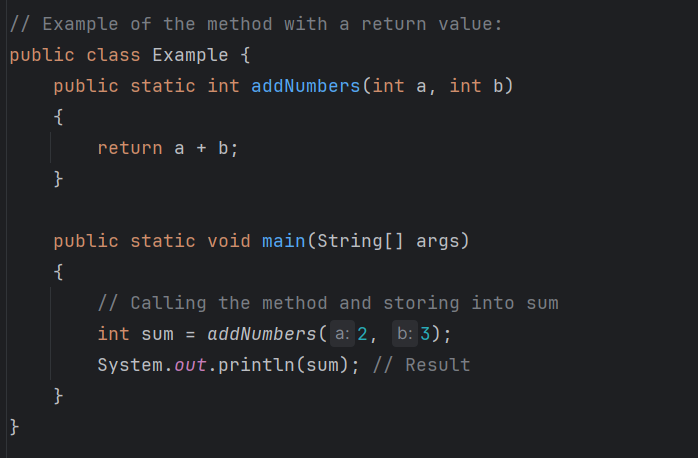 // Example of the method with a return value:
public class Example {
    public static int addNumbers(int a, int b)
    {
        return a + b;
    }

    public static void main(String[] args)
    {
        // Calling the method and storing into sum
        int sum = addNumbers( a: 2,  b: 3);
        System.out.println(sum); // Result
    }
}